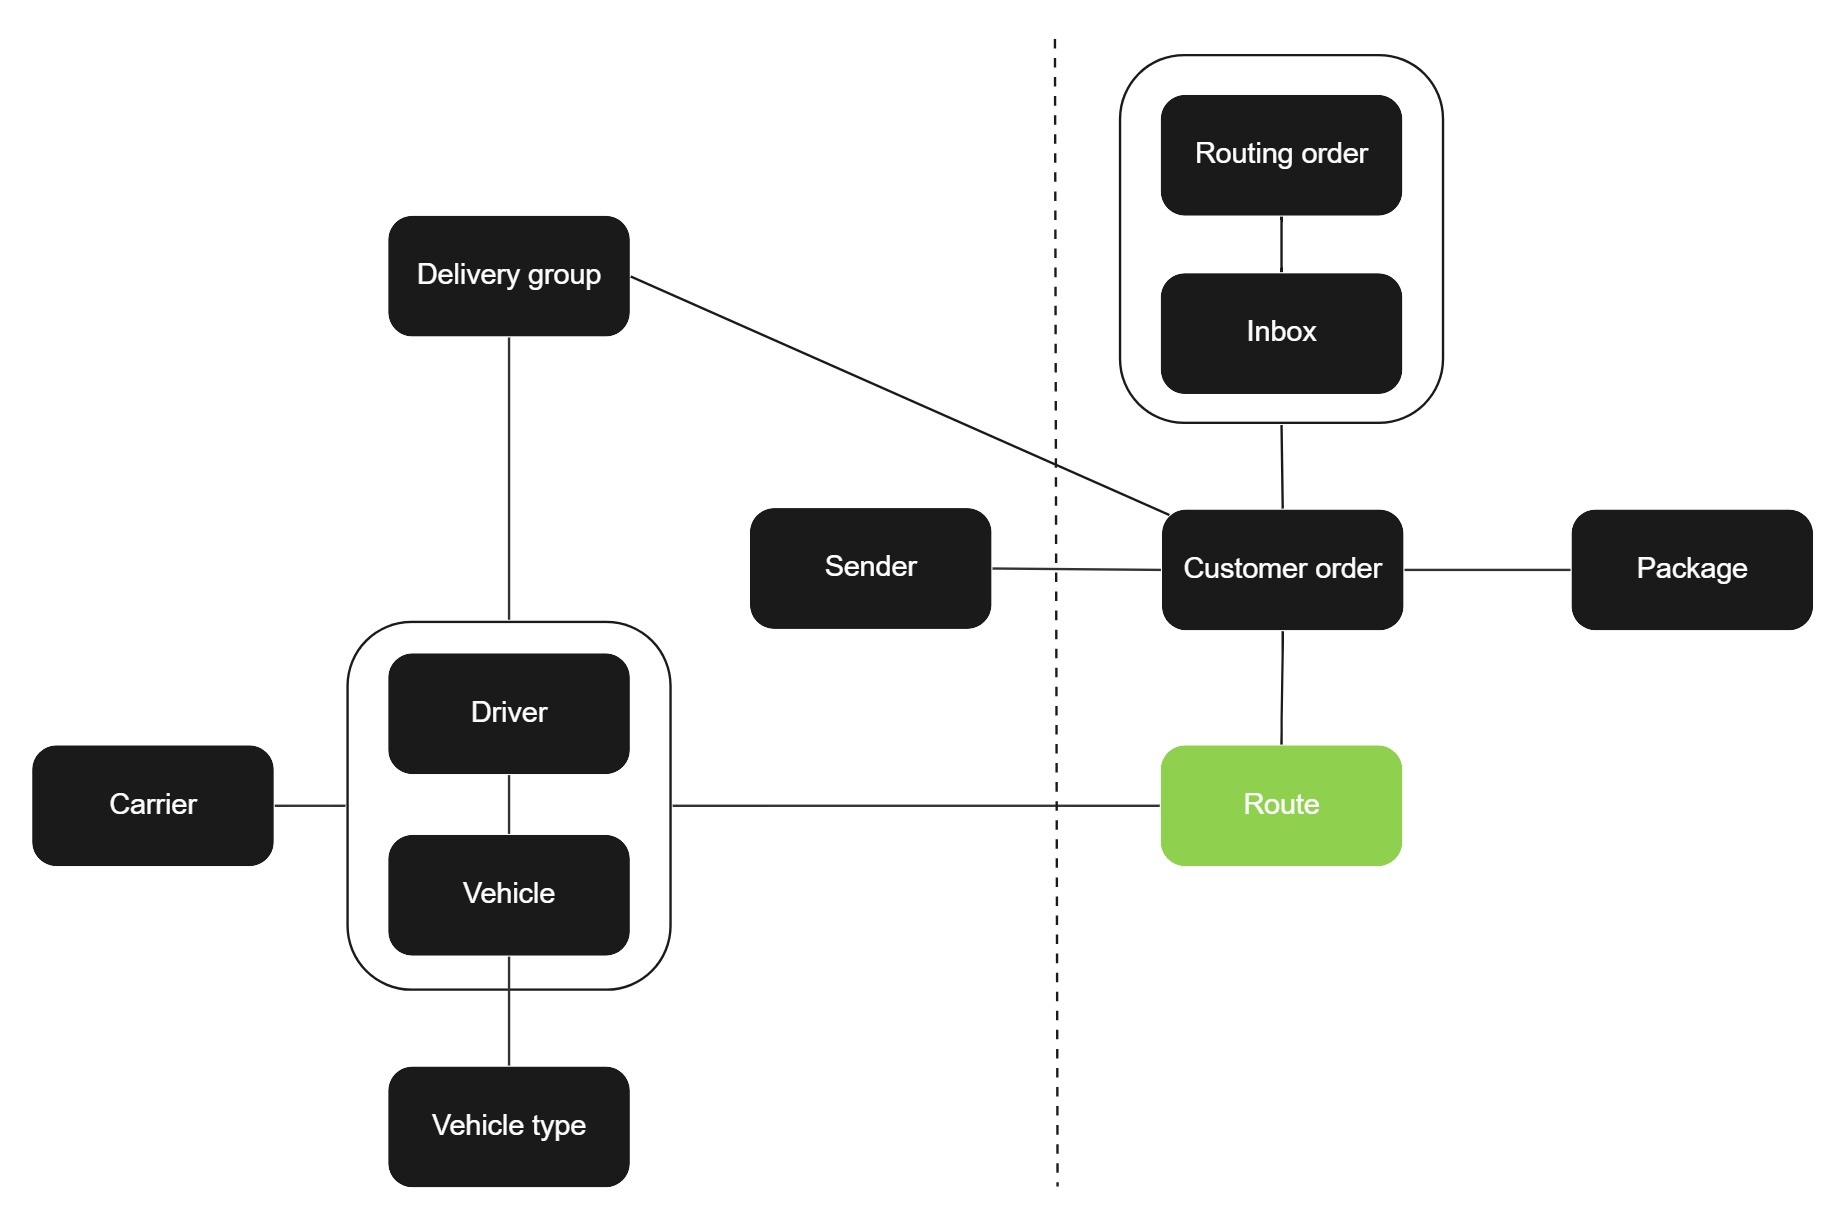 Routing order
Delivery group
Inbox
Sender
Customer order
Package
Driver
Carrier
Route
Vehicle
Vehicle type